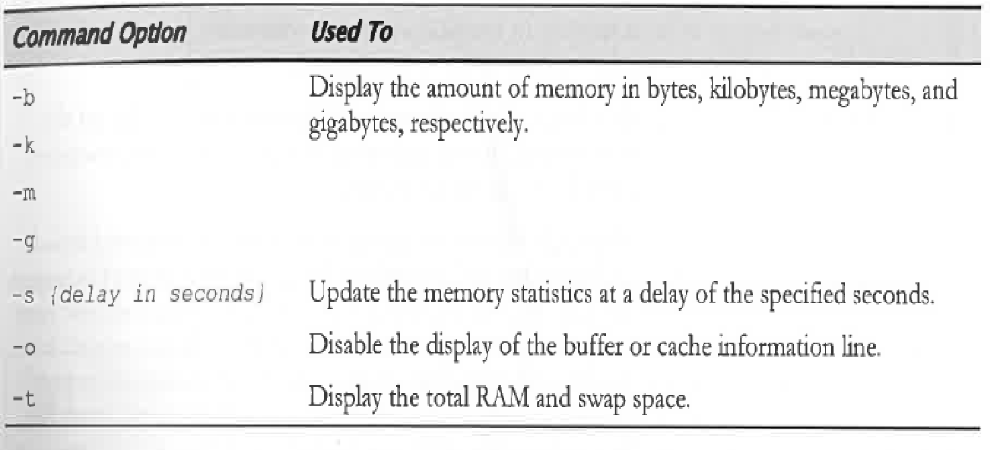 Command Option Used To
-b Display the amount of memory in bytes, kilobytes, megabytes, and
gigabytes, respectively.
-k
-m
-g
-s {delay in seconds} Update the memory statistics at a delay of the specified seconds.
-o Disable the display of the buffer or cache information line.
-t Display the total RAM and swap space.